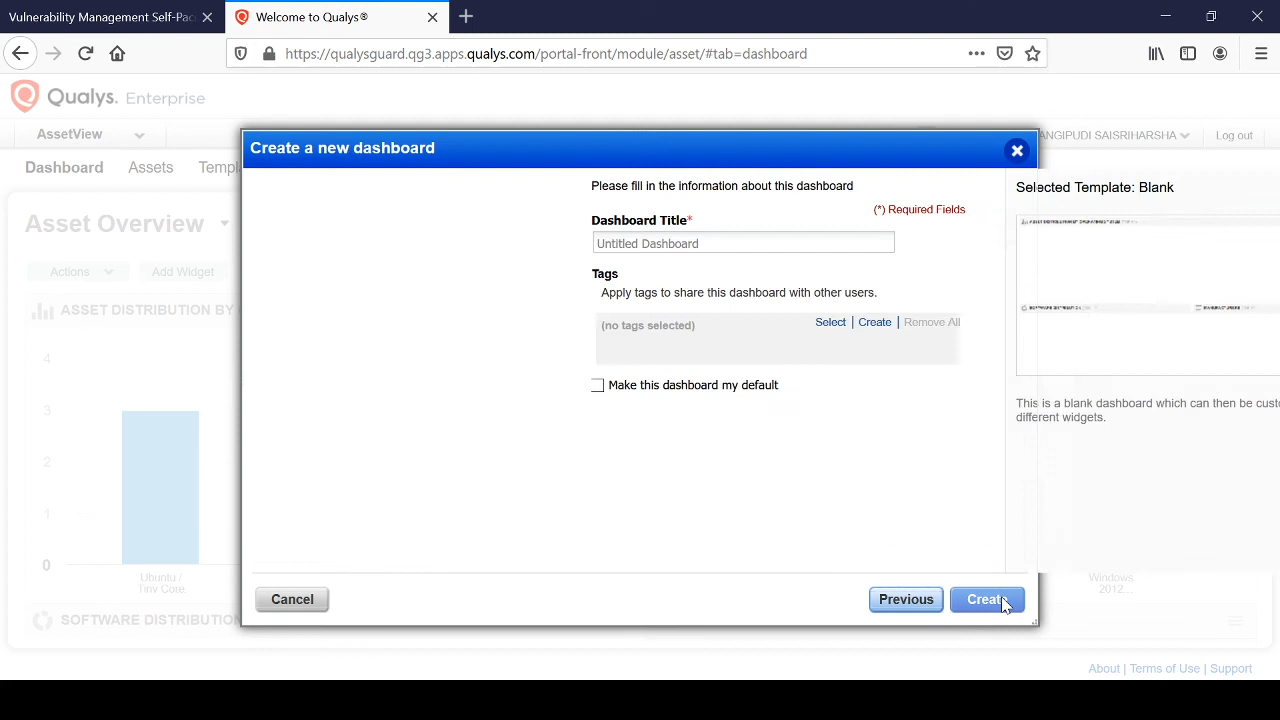 Vulnerability Management Self-Pac
Welcome to Qualys®
https://qualysguard.qg3.apps.qualys.com/portal-front/module/asset/#tab=dashboard
Qualys. Enterprise
AssetView
ANGIPUDI SAISRIHARSHA
Log out
Dashboard Assets Templ
Asset Overview
Actions
Add Widget
ASSET DISTRIBUTION BY
4
3
2
1
0
Ubuntu /
Tiny Core.
SOFTWARE DISTRIBUTION
Create a new dashboard
Please fill in the information about this dashboard
(*) Required Fields
Dashboard Title*
Untitled Dashboard
Tags
Apply tags to share this dashboard with other users.
(no tags selected)
Select | Create | Remove All
Make this dashboard my default
Cancel
Previous
Create
Selected Template: Blank
This is a blank dashboard which can then be custo
different widgets.
Windows
2012...
About | Terms of Use | Support